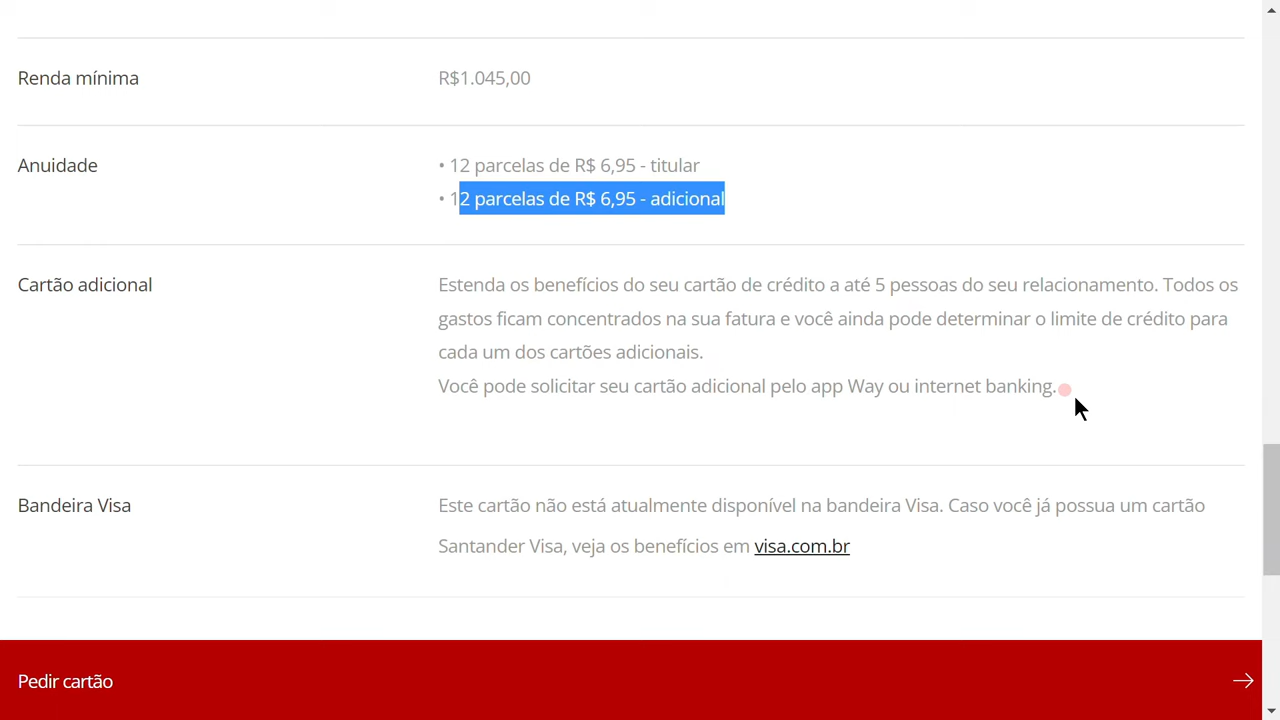 Renda mínima
R$1.045,00
Anuidade
• 12 parcelas de R$ 6,95 - titular
• 12 parcelas de R$ 6,95 - adicional
Cartão adicional
Estenda os benefícios do seu cartão de crédito a até 5 pessoas do seu relacionamento. Todos os
gastos ficam concentrados na sua fatura e você ainda pode determinar o limite de crédito para
cada um dos cartões adicionais.
Você pode solicitar seu cartão adicional pelo app Way ou internet banking.
Bandeira Visa
Este cartão não está atualmente disponível na bandeira Visa. Caso você já possua um cartão
Santander Visa, veja os benefícios em visa.com.br
Pedir cartão